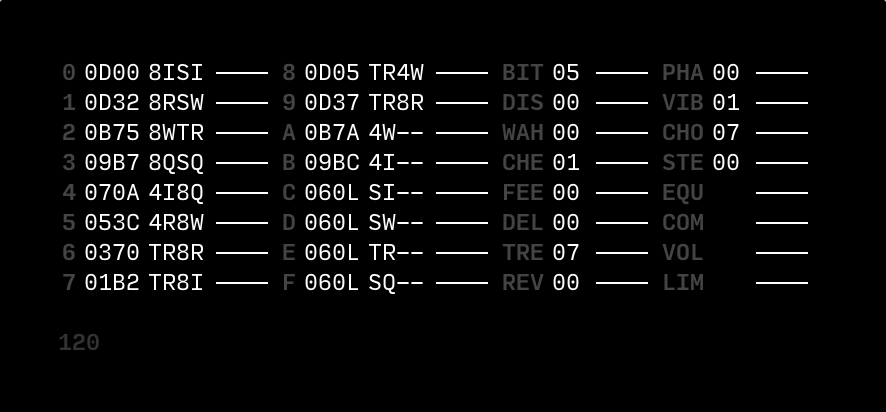 0 0D00 8ISI 8 0D05 TR4W BIT 05 PHA 00
1 0D32 8RSW 9 0D37 TR8R DIS 00 VIB 01
2 0B75 8WTR A 0B7A 4W-- WAH 00 CHO 07
3 09B7 8QSQ B 09BC 4I-- CHE 01 STE 00
4 070A 4I8Q C 060L SI-- FEE 00 EQU
5 053C 4R8W D 060L SW-- DEL 00 COM
6 0370 TR8R E 060L TR-- TRE 07 VOL
7 01B2 TR8I F 060L SQ-- REV 00 LIM
120